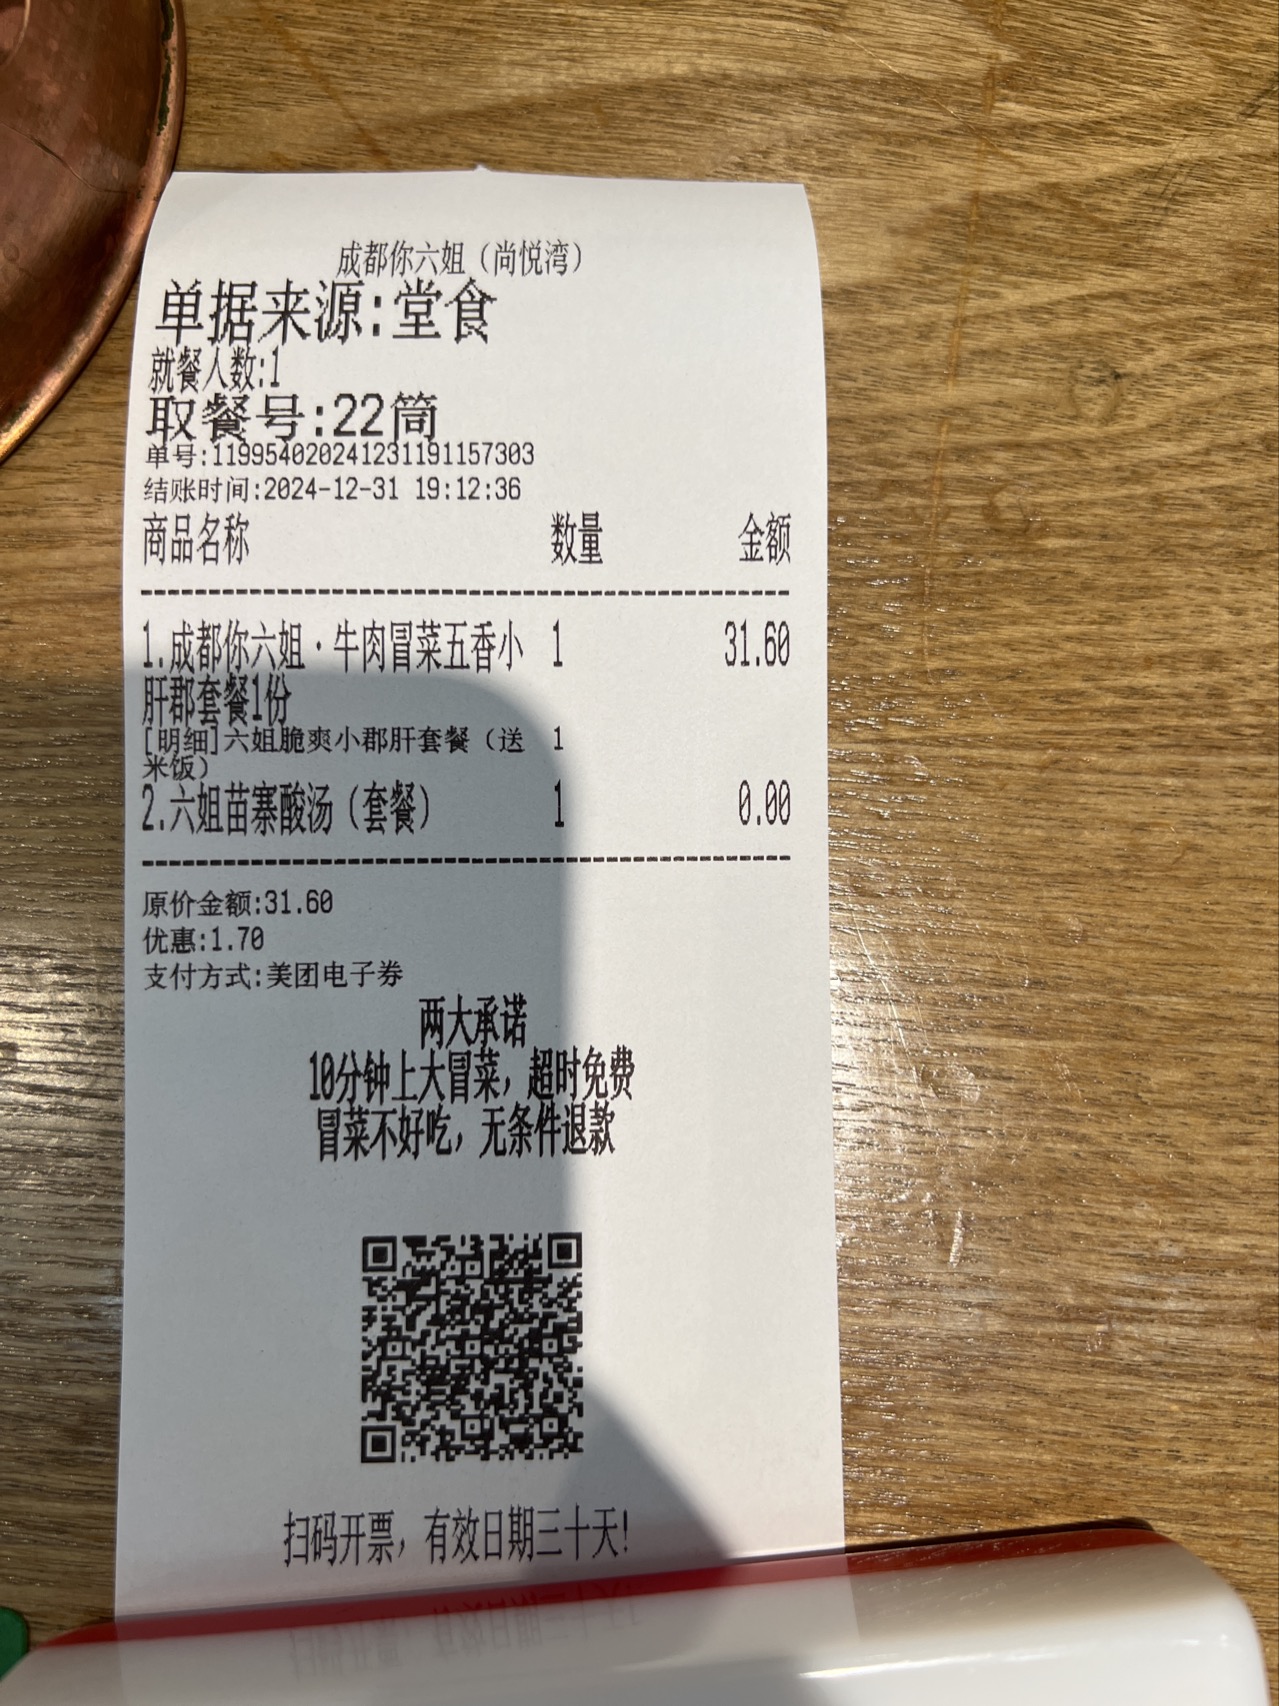 成都你六姐（尚悦湾）
单据来源:堂食
就餐人数:1
取餐号:22筒
单号:119954020241231191157303
结账时间:2024-12-31 19:12:36
商品名称 数量 金额
1.成都你六姐·牛肉冒菜五香小 1 31.60
肝郡套餐1份
[明细]六姐脆爽小郡肝套餐（送 1
米饭）
2.六姐苗寨酸汤（套餐） 1 0.00
原价金额:31.60
优惠:1.70
支付方式:美团电子券
两大承诺
10分钟上大冒菜，超时免费
冒菜不好吃，无条件退款
扫码开票，有效日期三十天!